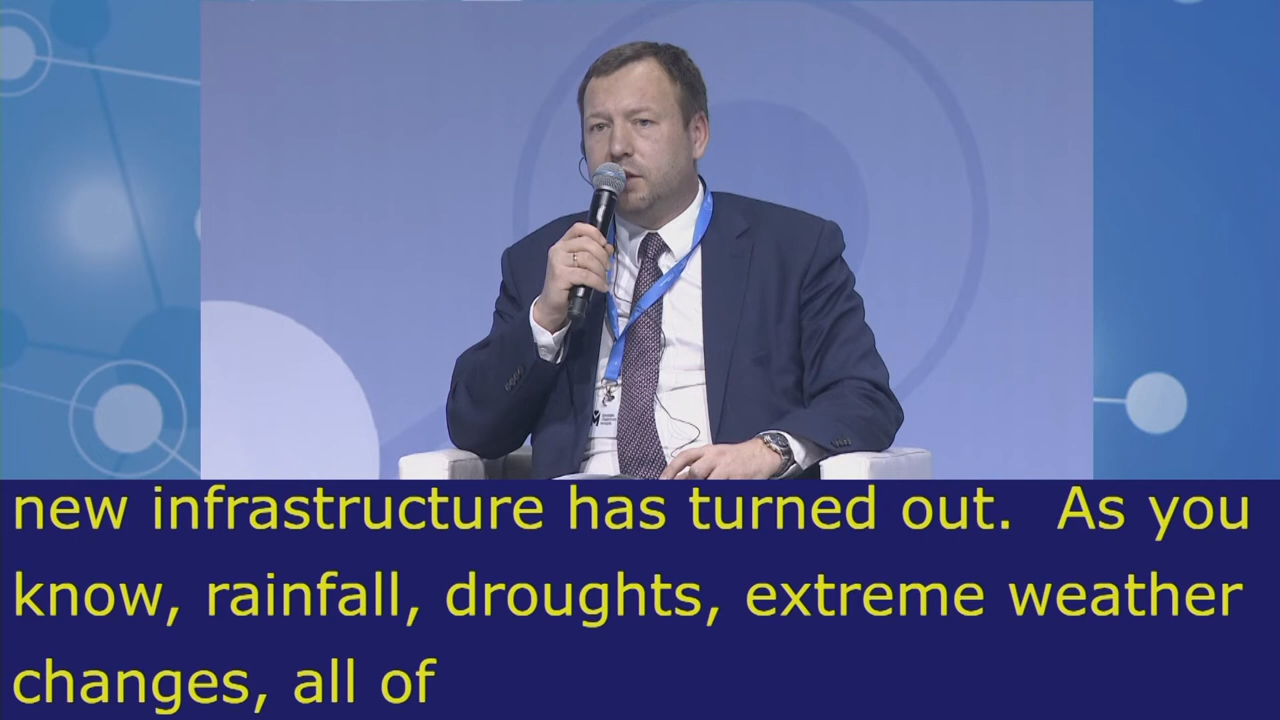 new infrastructure has turned out.  As you
know, rainfall, droughts, extreme weather
changes, all of